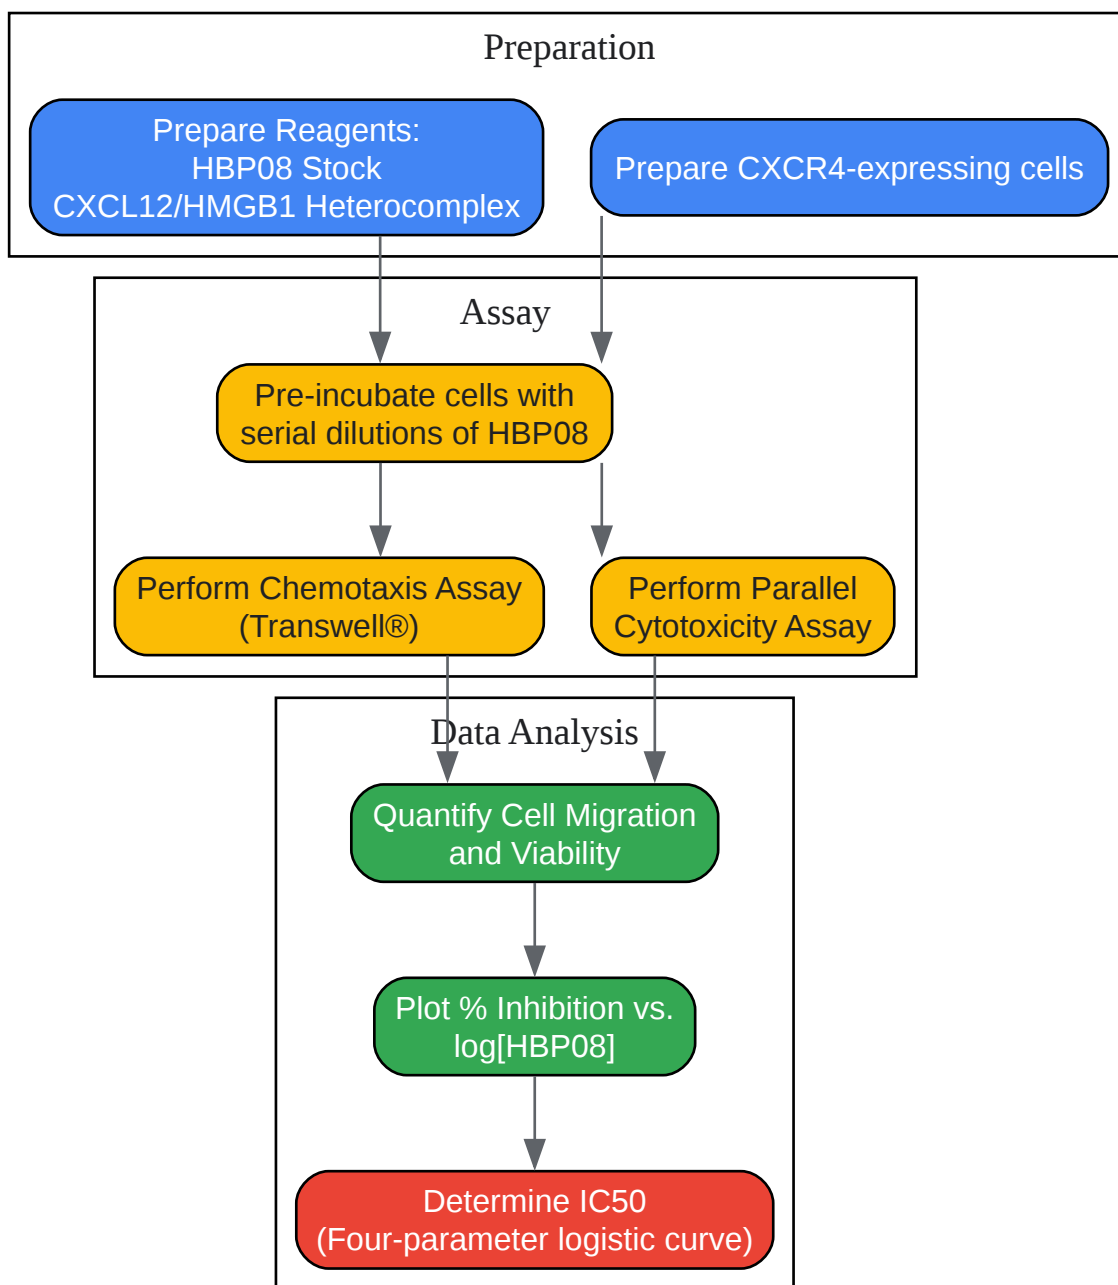 Preparation
Prepare Reagents:
HBP08 Stock
CXCL12/HMGB1 Heterocomplex
Prepare CXCR4-expressing cells
Assay
Pre-incubate cells with
serial dilutions of HBP08
Perform Chemotaxis Assay
(Transwell®)
Perform Parallel
Cytotoxicity Assay
Data Analysis
Quantify Cell Migration
and Viability
Plot % Inhibition vs.
log[HBP08]
Determine IC50
(Four-parameter logistic curve)